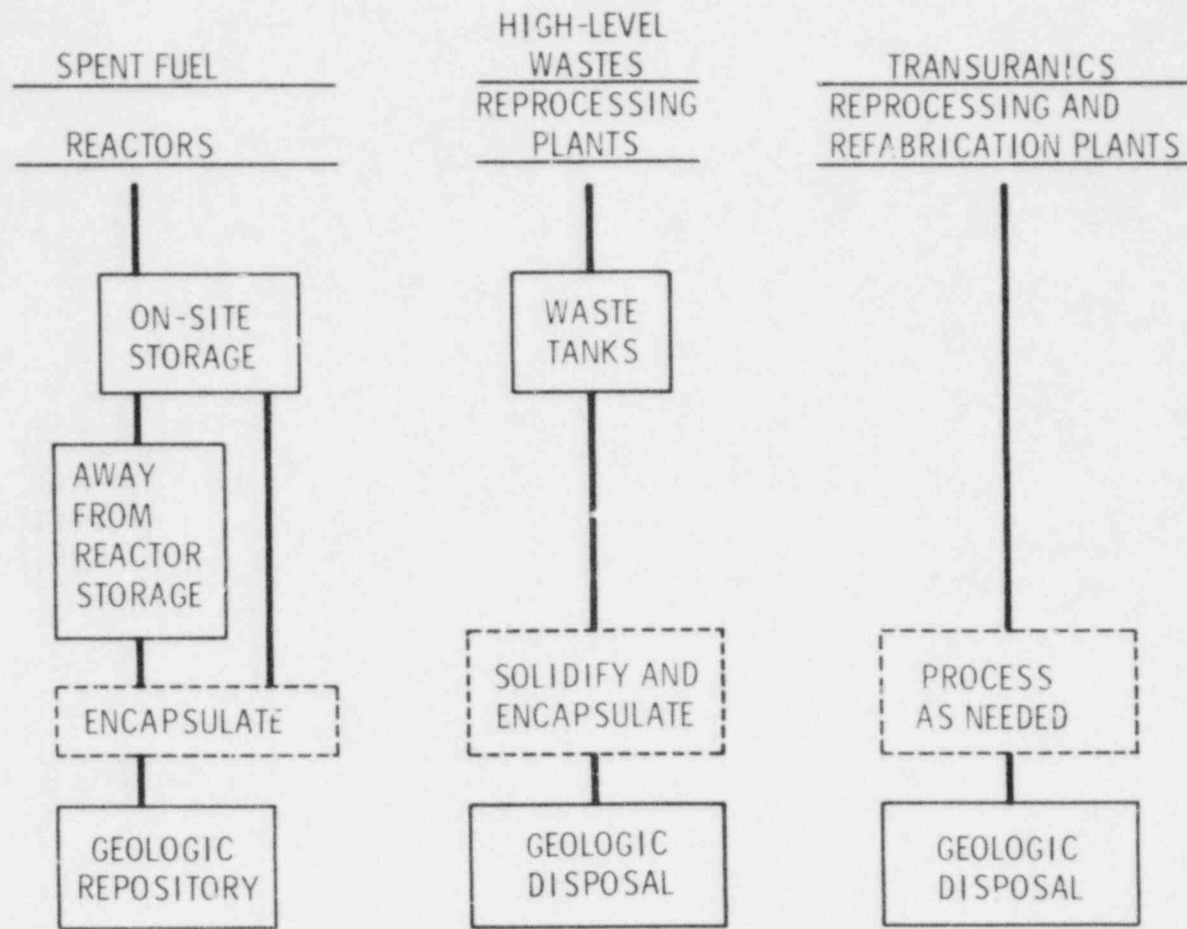 SPENT FUEL
REACTORS
ON-SITE
STORAGE
AWAY
FROM
REACTOR
STORAGE
ENCAPSULATE
GEOLOGIC
REPOSITORY
HIGH-LEVEL
WASTES
REPROCESSING
PLANTS
WASTE
TANKS
SOLIDIFY AND
ENCAPSULATE
GEOLOGIC
DISPOSAL
TRANSURANICS
REPROCESSING AND
REFABRICATION PLANTS
PROCESS
AS NEEDED
GEOLOGIC
DISPOSAL